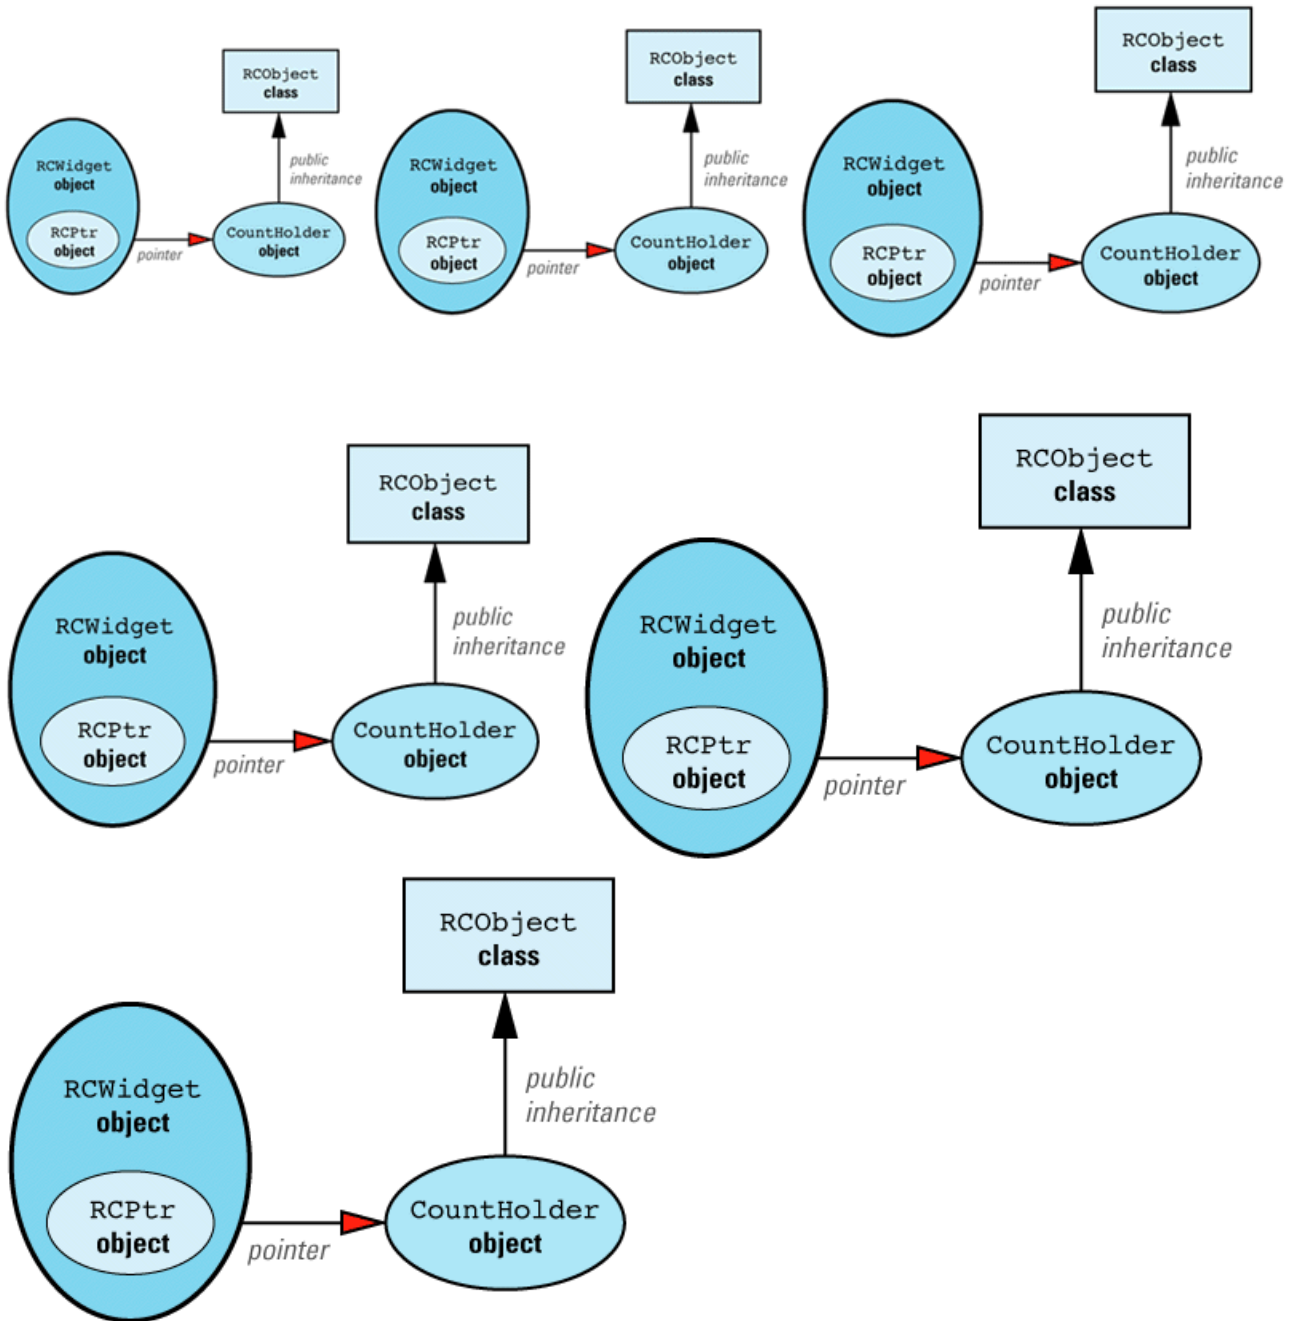 RCObject
class
RCWidget
object
public
inheritance
RCPtr
object
pointer
CountHolder
object
RCObject
class
RCWidget
object
public
inheritance
RCPtr
object
pointer
CountHolder
object
RCObject
class
RCWidget
object
public
inheritance
RCPtr
object
pointer
CountHolder
object
RCObject
class
RCWidget
object
public
inheritance
RCPtr
object
pointer
CountHolder
object
RCObject
class
RCWidget
object
public
inheritance
RCPtr
object
pointer
CountHolder
object
RCObject
class
RCWidget
object
public
inheritance
RCPtr
object
pointer
CountHolder
object